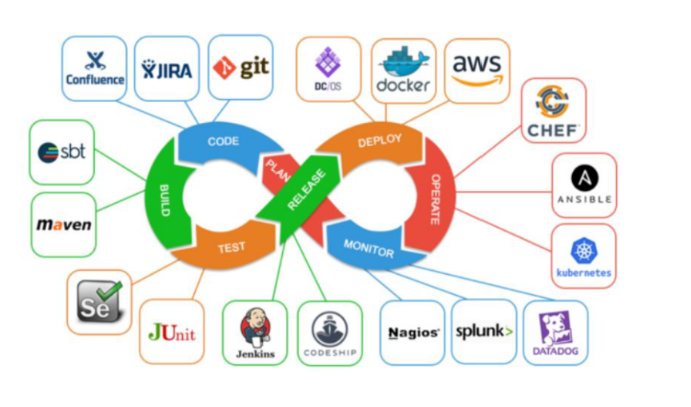 Confluence
JIRA
git
DC/OS
docker
aws
CHEF
sbt
CODE
DEPLOY
PLAN
RELEASE
BUILD
OPERATE
ANSIBLE
maven
TEST
MONITOR
kubernetes
Se
JUnit
Jenkins
CODESHIP
Nagios®
splunk>
DATADOG